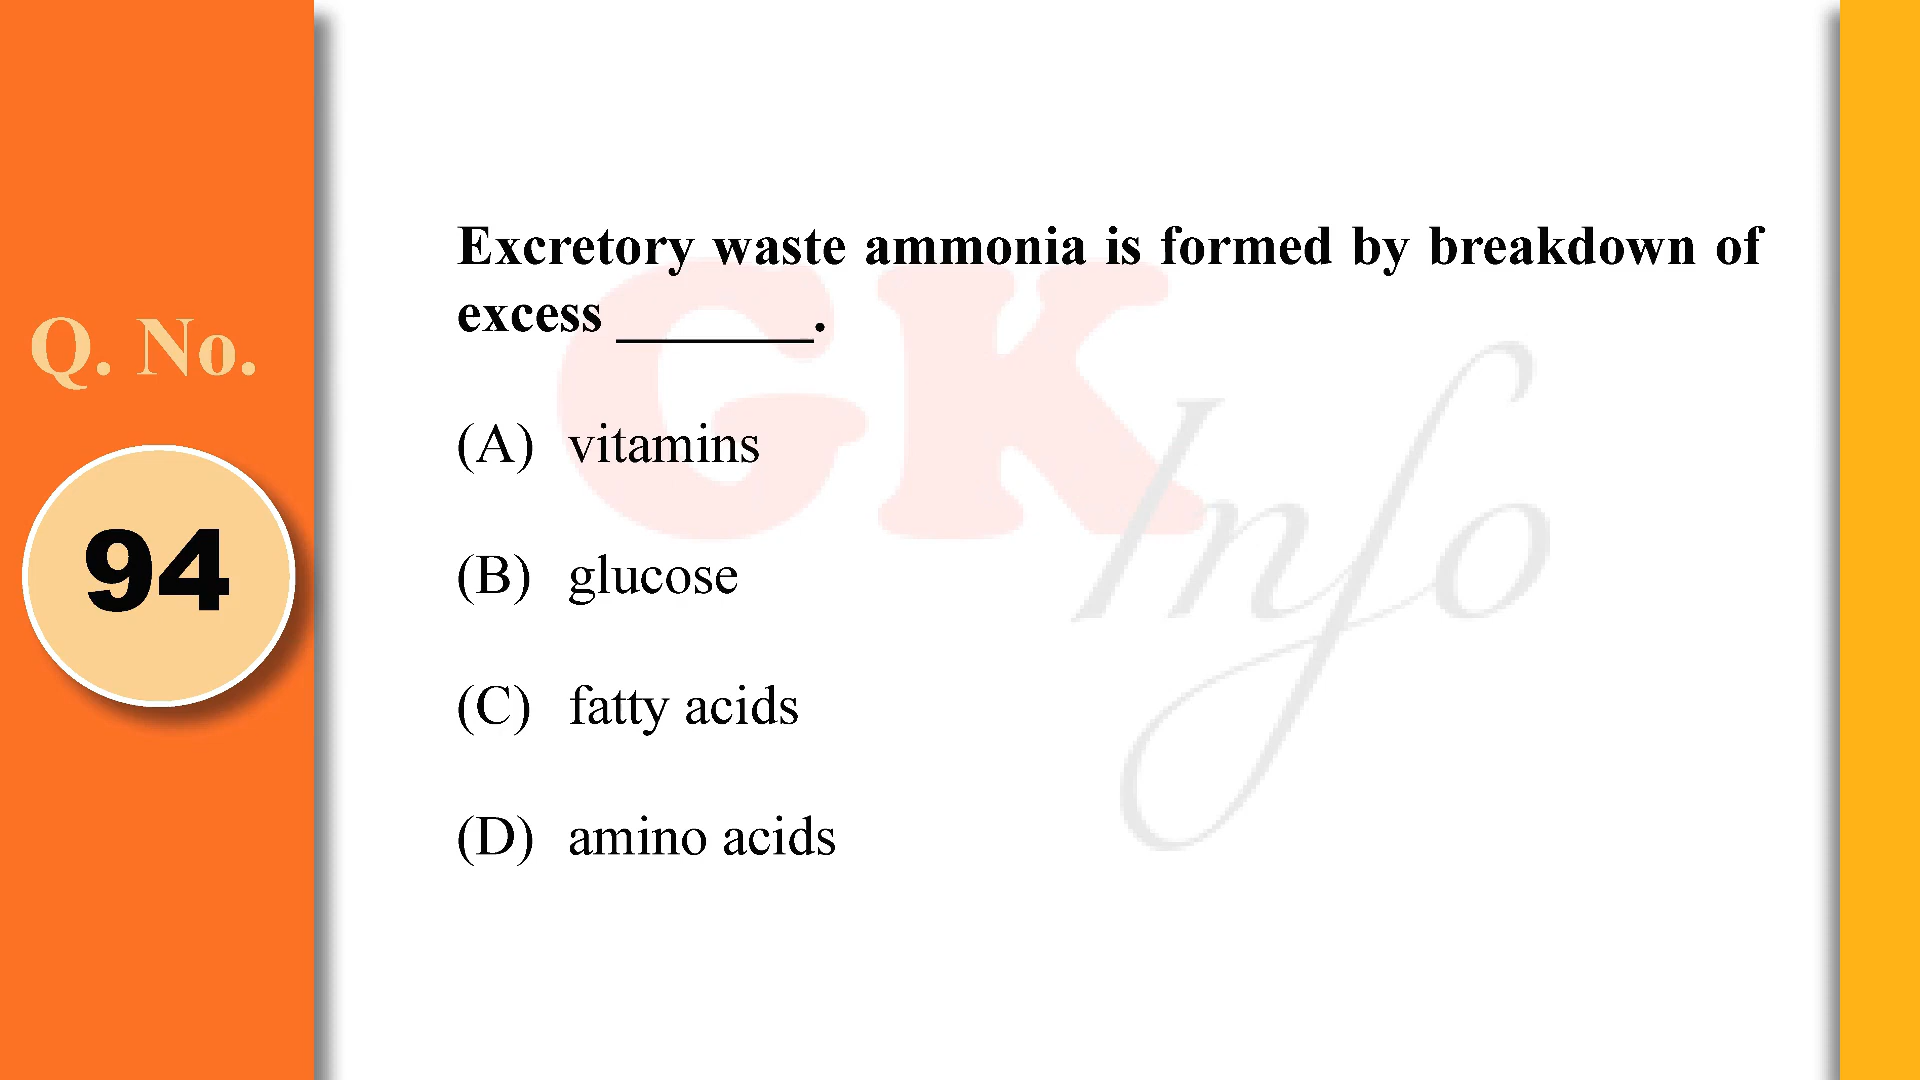 Excretory waste ammonia is formed by breakdown of
excess _______.
Q. No.
94
(A) vitamins
(B) glucose
(C) fatty acids
(D) amino acids
GK
Info